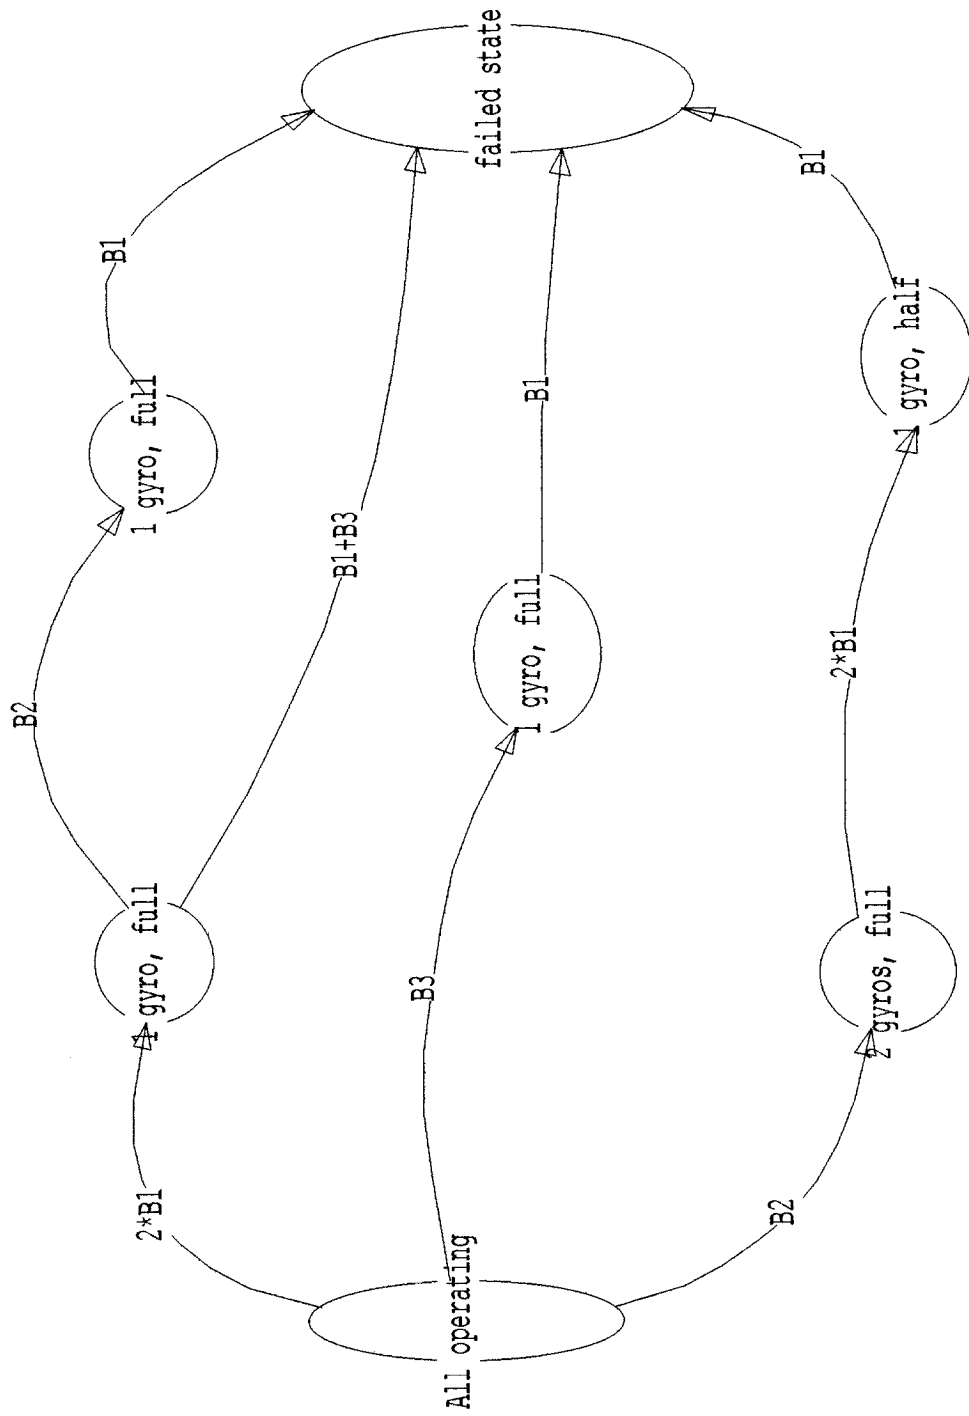 All operating
2*B1
B3
B2
1 gyro, full
2 gyros, full
B2
B1+B3
1 gyro, full
2*B1
1 gyro, full
B1
1 gyro, half
B1
B1
failed state